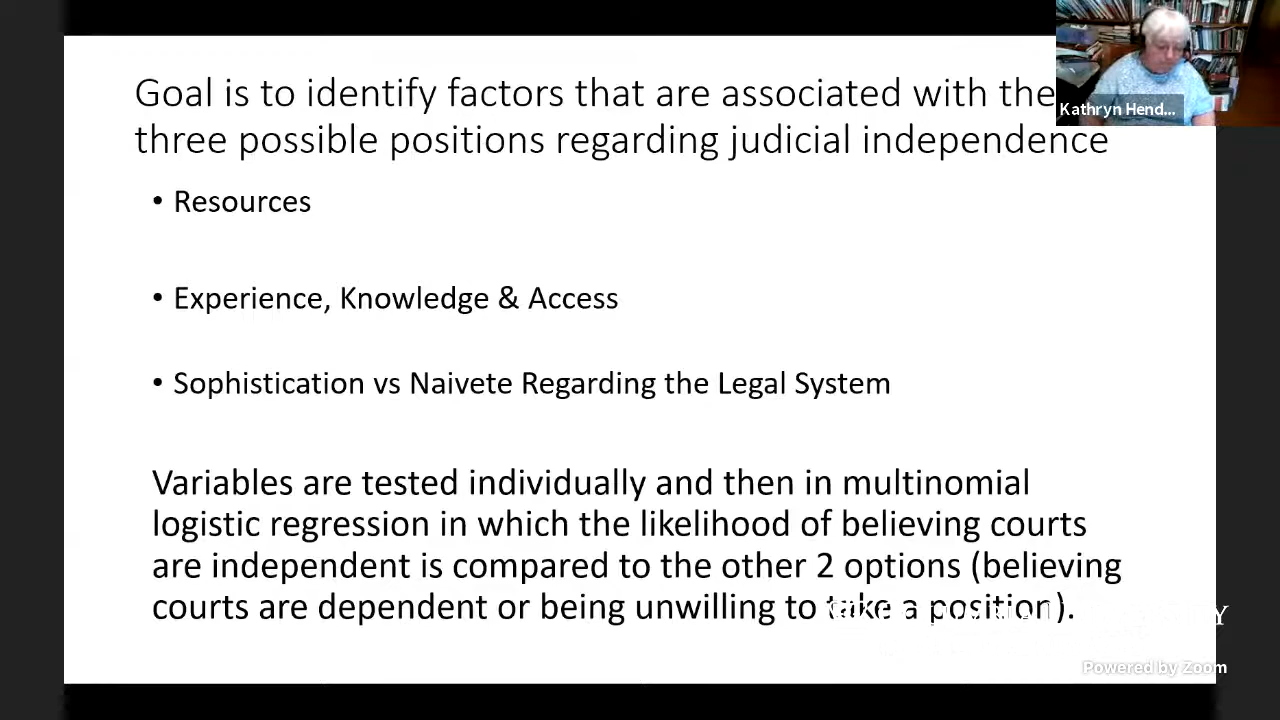 Goal is to identify factors that are associated with the
three possible positions regarding judicial independence
Kathryn Hend...
• Resources
• Experience, Knowledge & Access
• Sophistication vs Naivete Regarding the Legal System
Variables are tested individually and then in multinomial
logistic regression in which the likelihood of believing courts
are independent is compared to the other 2 options (believing
courts are dependent or being unwilling to take a position).
Powered by Zoom